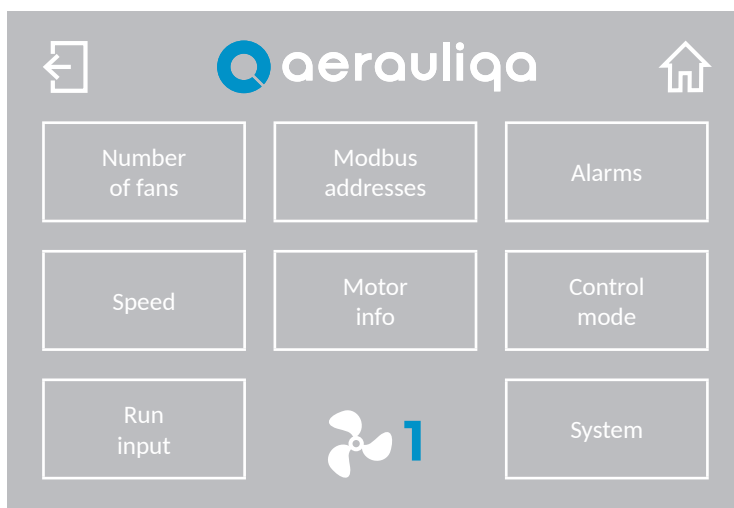 aerauliqa
Number
of fans
Modbus
addresses
Alarms
Speed
Motor
info
Control
mode
Run
input
1
System